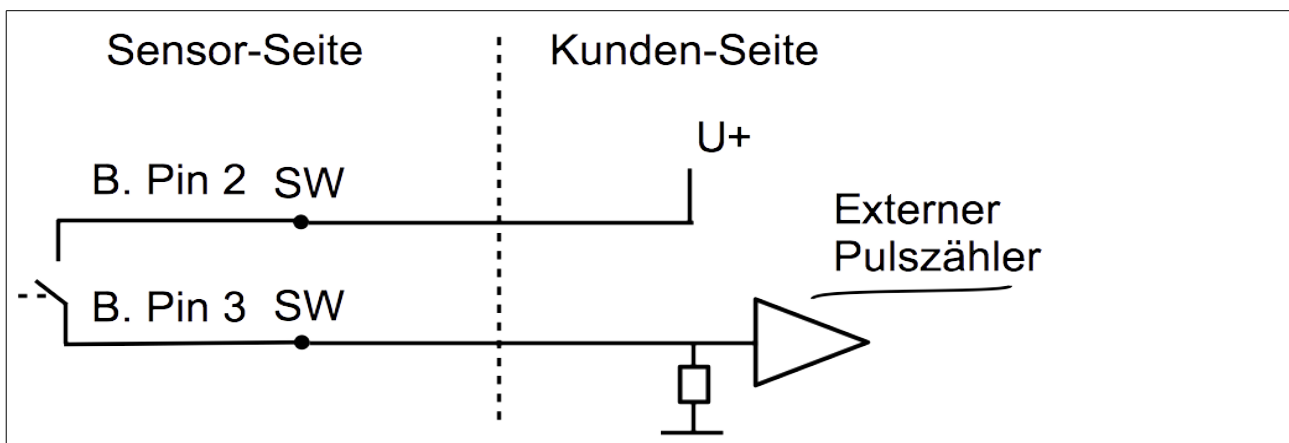 Sensor-Seite
Kunden-Seite
U+
B. Pin 2 SW
Externer
Pulszähler
B. Pin 3 SW